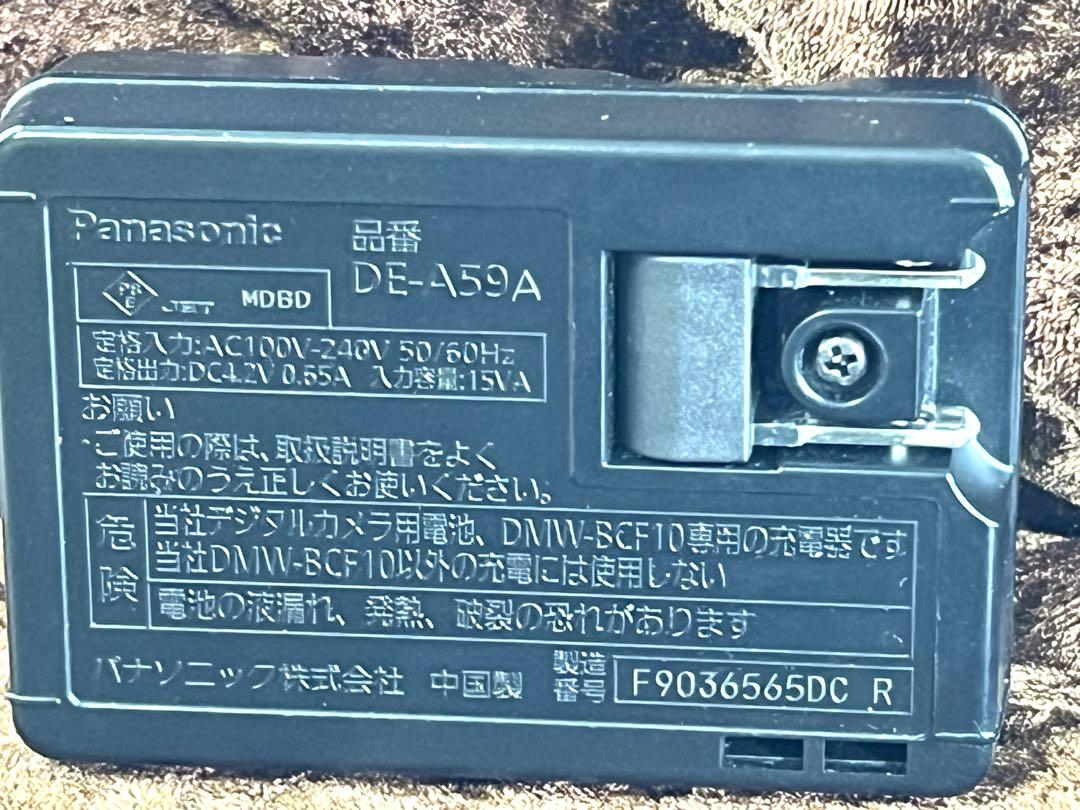 Panasonic
品番
DE-A59A
PS
E
JET MDBD
定格入力:AC100V-240V 50/60Hz
定格出力:DC4.2V 0.65A 入力容量:15VA
お願い
・ご使用の際は、取扱説明書をよく
お読みのうえ正しくお使いください。
危険
当社デジタルカメラ用電池、DMW-BCF10専用の充電器です
当社DMW-BCF10以外の充電には使用しない
電池の液漏れ、発熱、破裂の恐れがあります
パナソニック株式会社 中国製 製造番号 F9036565DC R